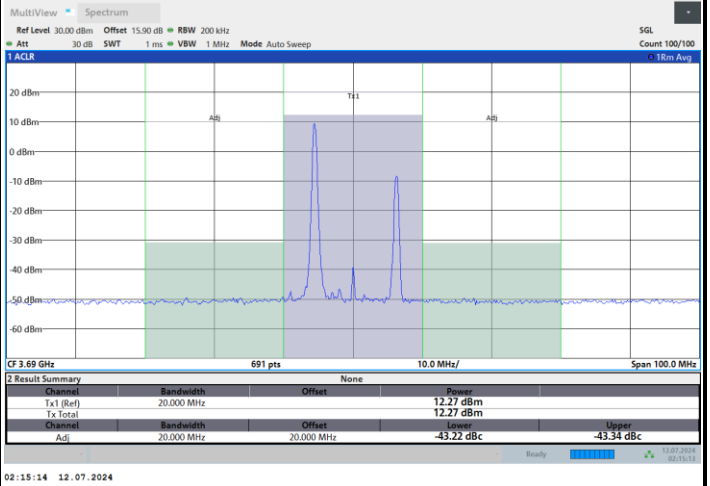 MultiView Spectrum
Ref Level 30.00 dBm Offset 15.90 dB RBW 200 kHz SGL
Att 30 dB SWT 1 ms VBW 1 MHz Mode Auto Sweep Count 100/100
1 ACLR 1Rm Avg
20 dBm
Tx1
10 dBm
Adj Adj
0 dBm
-10 dBm
-20 dBm
-30 dBm
-40 dBm
-50 dBm
-60 dBm
CF 3.69 GHz 691 pts 10.0 MHz/ Span 100.0 MHz
2 Result Summary None
Channel Bandwidth Offset Power
Tx1 (Ref) 20.000 MHz 12.27 dBm
Tx Total 12.27 dBm
Channel Bandwidth Offset Lower Upper
Adj 20.000 MHz 20.000 MHz -43.22 dBc -43.34 dBc
Ready 12.07.2024
02:15:13
02:15:14 12.07.2024